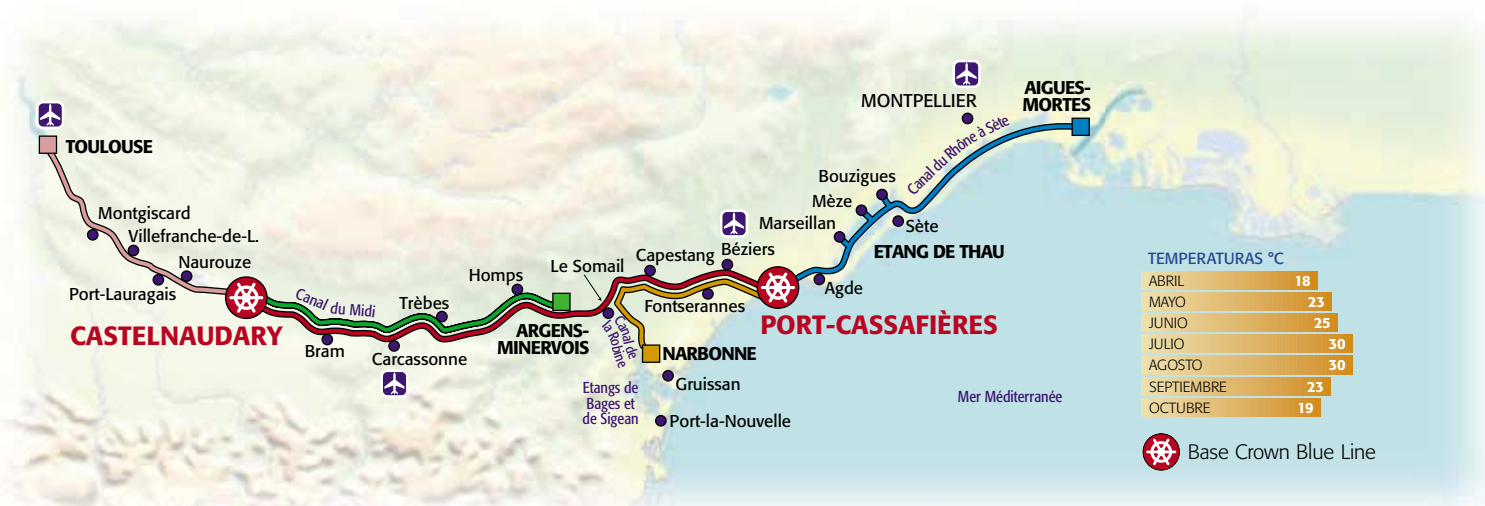 TOULOUSE
Montgiscard
Villefranche-de-L.
Port-Lauragais
Naurouze
CASTELNAUDARY
Canal du Midi
Bram
Trèbes
Carcassonne
Homps
ARGENS-
MINERVOIS
Le Somail
Canal de
la Robine
Capestang
Béziers
Fontserannes
NARBONNE
Gruissan
Port-la-Nouvelle
Etangs de
Bages et
de Sigean
PORT-CASSAFIÈRES
Agde
Marseillan
Mèze
Bouzigues
Sète
ETANG DE THAU
Canal du Rhône à Sète
MONTPELLIER
AIGUES-
MORTES
Mer Méditerranée
TEMPERATURAS °C
ABRIL 18
MAYO 23
JUNIO 25
JULIO 30
AGOSTO 30
SEPTIEMBRE 23
OCTUBRE 19
Base Crown Blue Line